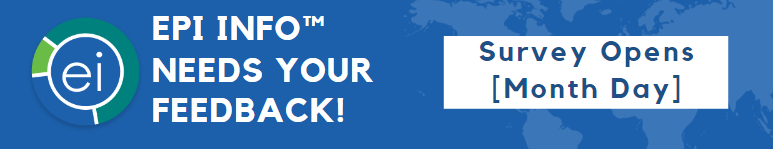 ei
EPI INFO™
NEEDS YOUR
FEEDBACK!
Survey Opens
[Month Day]